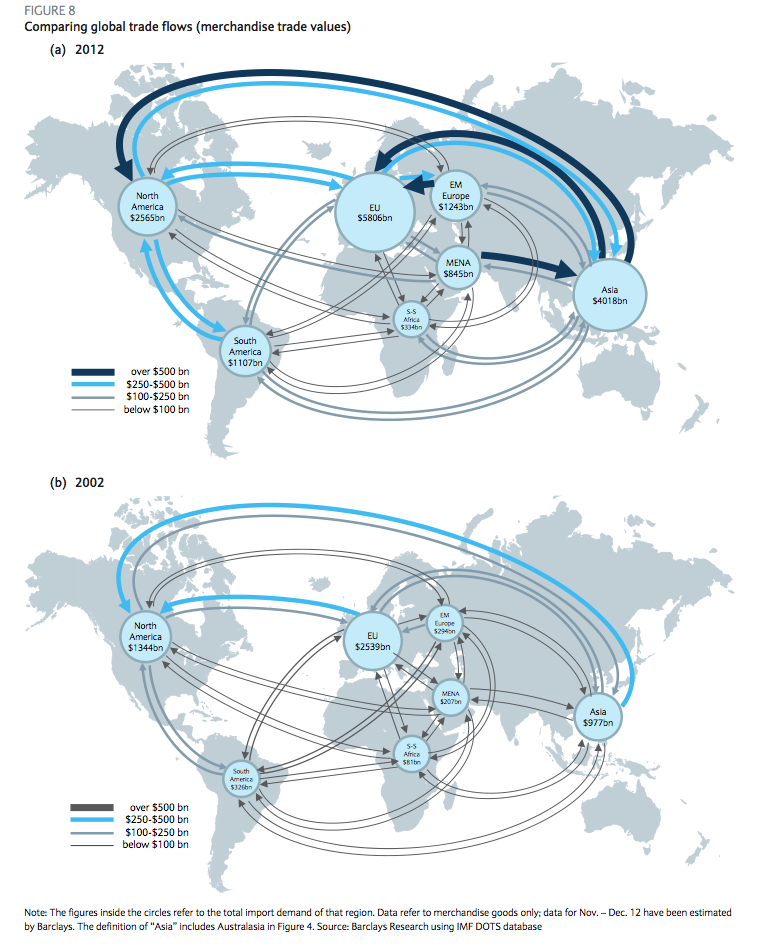 FIGURE 8
Comparing global trade flows (merchandise trade values)
(a) 2012
North
America
$2565bn
EU
$5806bn
EM
Europe
$1243bn
MENA
$845bn
Asia
$4018bn
S-S
Africa
$334bn
South
America
$1107bn
over $500 bn
$250-$500 bn
$100-$250 bn
below $100 bn
(b) 2002
North
America
$1344bn
EU
$2539bn
EM
Europe
$294bn
MENA
$207bn
Asia
$977bn
S-S
Africa
$81bn
South
America
$326bn
over $500 bn
$250-$500 bn
$100-$250 bn
below $100 bn
Note: The figures inside the circles refer to the total import demand of that region. Data refer to merchandise goods only; data for Nov. – Dec. 12 have been estimated
by Barclays. The definition of “Asia” includes Australasia in Figure 4. Source: Barclays Research using IMF DOTS database